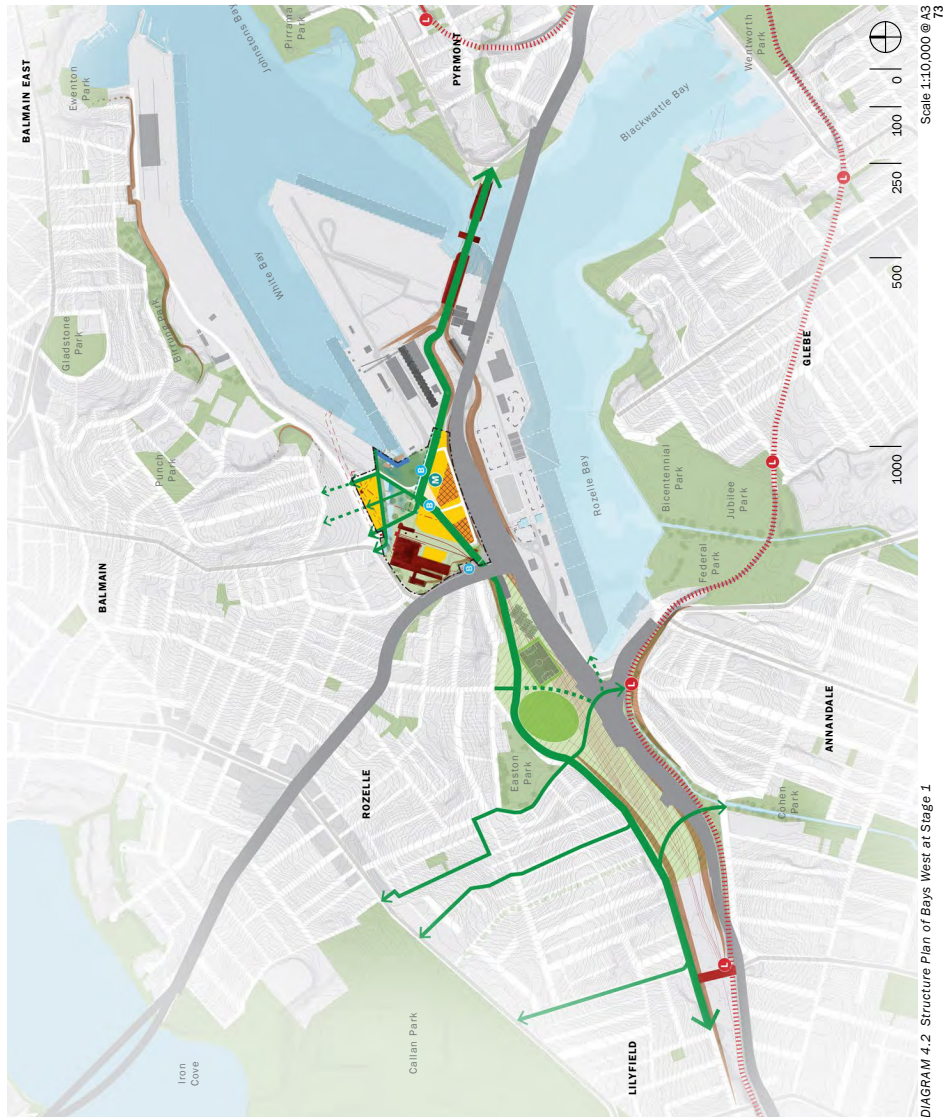 BALMAIN EAST
Ewenton
Park
Johnstons Bay
Pirrama
Park
PYRMONT
Wentworth
Park
Blackwattle Bay
White Bay
Gladstone
Park
Birrung Park
Punch
Park
BALMAIN
Rozelle Bay
Bicentennial
Park
Jubilee
Park
Federal
Park
GLEBE
ROZELLE
Easton
Park
ANNANDALE
Cohen
Park
Callan Park
Iron
Cove
LILYFIELD
L
L
L
L
L
B
B
B
M
0
100
250
500
1000
Scale 1:10,000 @ A3
73
DIAGRAM 4.2 Structure Plan of Bays West at Stage 1